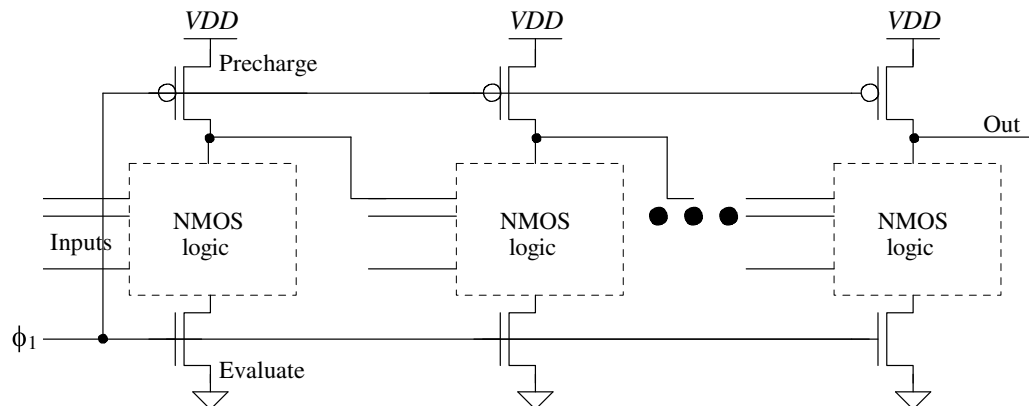 VDD
VDD
VDD
Precharge
Out
NMOS
logic
NMOS
logic
NMOS
logic
Inputs
ϕ1
Evaluate